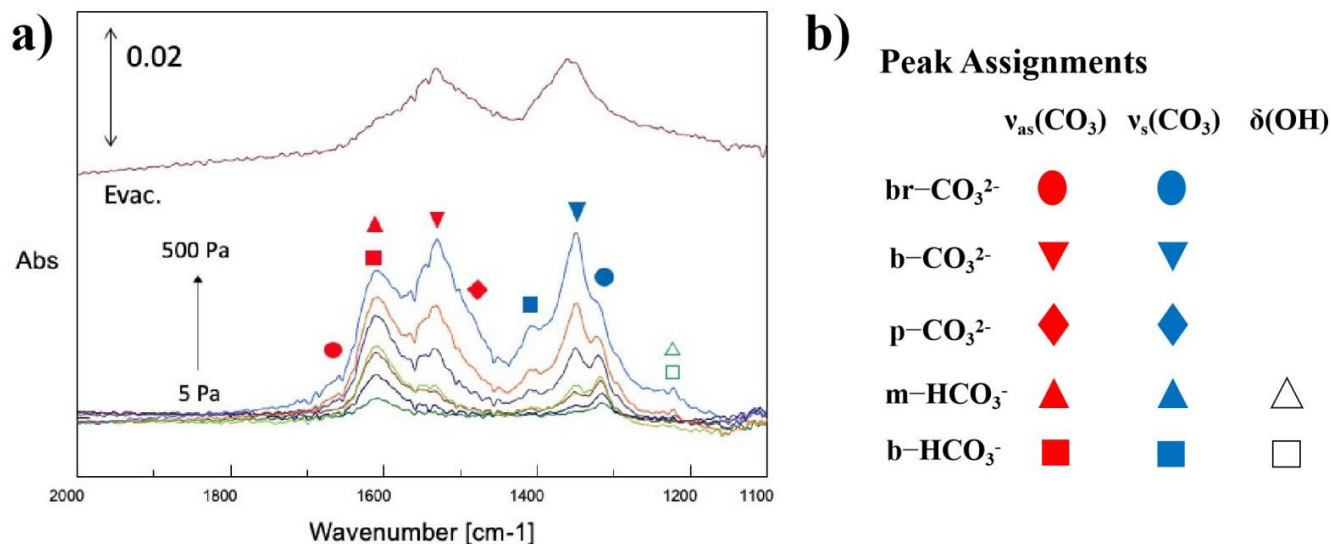 a)
0.02
Evac.
500 Pa
5 Pa
Abs
2000
1800
1600
1400
1200
1100
Wavenumber [cm-1]
b)
Peak Assignments
νas(CO₃) νs(CO₃) δ(OH)
br−CO₃²⁻
b−CO₃²⁻
p−CO₃²⁻
m−HCO₃⁻
b−HCO₃⁻